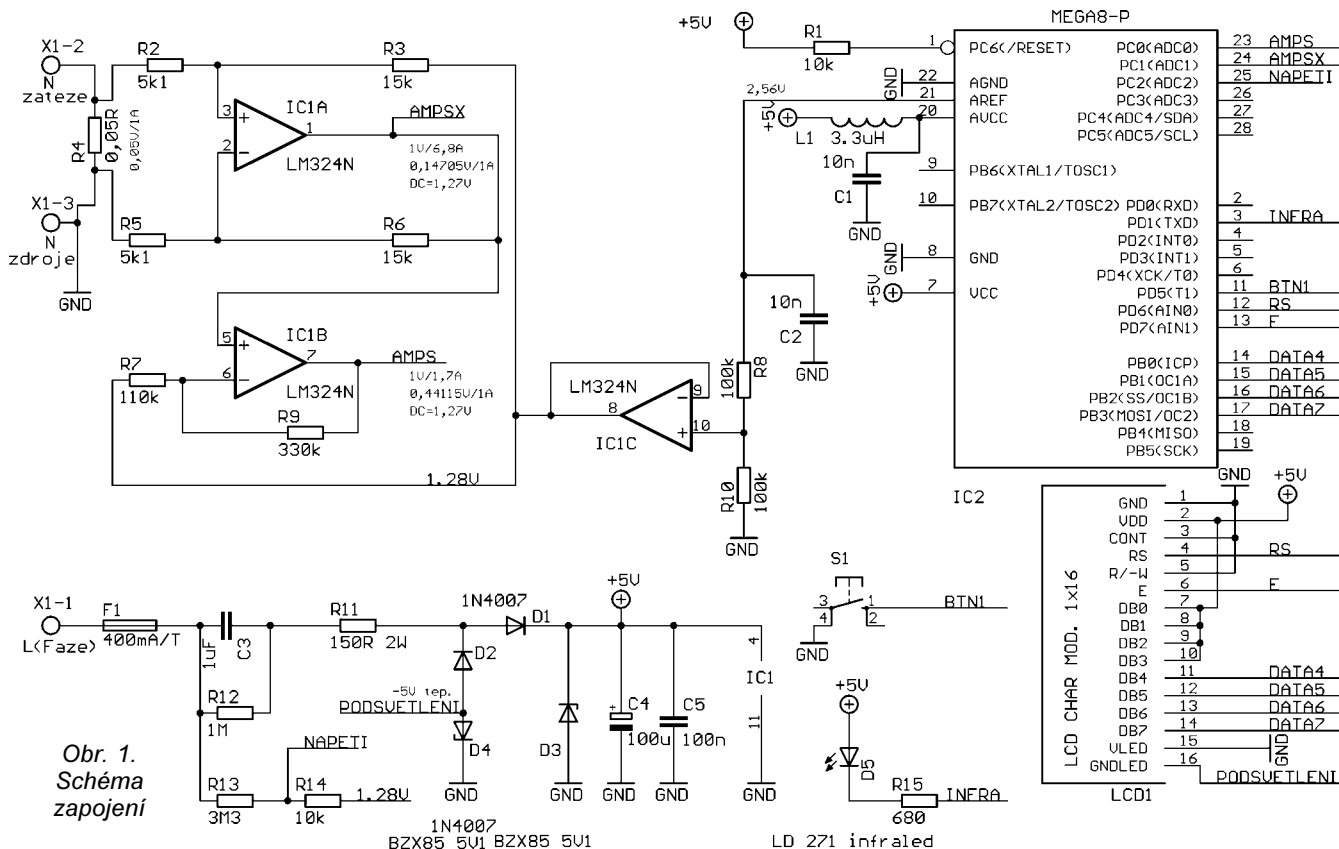 X1-2
N
zateze
R2
5k1
R3
15k
R4
0,05R
0,05V/1A
3
+
2
-
1
IC1A
LM324N
AMPSX
1V/6,8A
0,14705V/1A
DC=1,27V
X1-3
N
zdroje
GND
R5
5k1
R6
15k
5
+
6
-
7
IC1B
LM324N
R7
110k
R9
330k
AMPS
1V/1,7A
0,44115V/1A
DC=1,27V
1.28V
LM324N
8
9
-
10
+
IC1C
R8
100k
R10
100k
GND
10n
C2
GND
+5V
R1
10k
2,56V
+5V
L1
3.3uH
10n
C1
GND
GND
GND
+5V
MEGA8-P
1 PC6(/RESET)
22 AGND
21 AREF
20 AVCC
9 PB6(XTAL1/TOSC1)
10 PB7(XTAL2/TOSC2)
8 GND
7 VCC
PC0(ADC0) 23 AMPS
PC1(ADC1) 24 AMPSX
PC2(ADC2) 25 NAPETI
PC3(ADC3) 26
PC4(ADC4/SDA) 27
PC5(ADC5/SCL) 28
PD0(RXD) 2
PD1(TXD) 3 INFRA
PD2(INT0) 4
PD3(INT1) 5
PD4(XCK/T0) 6
PD5(T1) 11 BTN1
PD6(AIN0) 12 RS
PD7(AIN1) 13 E
PB0(ICP) 14 DATA4
PB1(OC1A) 15 DATA5
PB2(SS/OC1B) 16 DATA6
PB3(MOSI/OC2) 17 DATA7
PB4(MISO) 18
PB5(SCK) 19
IC2
X1-1
L(Faze)
F1
400mA/T
1uF
C3
R12
1M
R11
150R 2W
1N4007
D1
D2
-5V tep.
PODSVETLENI
D4
D3
+5V
+
C4
100u
C5
100n
4
IC1
11
GND
GND
GND
GND
GND
NAPETI
R13
3M3
R14
10k
1.28V
1N4007
BZX85 5V1
BZX85 5V1
Obr. 1.
Schéma
zapojení
S1
3
4
1
2
BTN1
GND
+5V
D5
R15
680
INFRA
LD 271 infraled
GND
+5V
LCD CHAR MOD. 1x16
GND 1
VDD 2
CONT 3
RS 4 RS
R/-W 5
E 6 E
DB0 7
DB1 8
DB2 9
DB3 10
DB4 11 DATA4
DB5 12 DATA5
DB6 13 DATA6
DB7 14 DATA7
VLED 15 GND
GNDLED 16 PODSVETLENI
LCD1